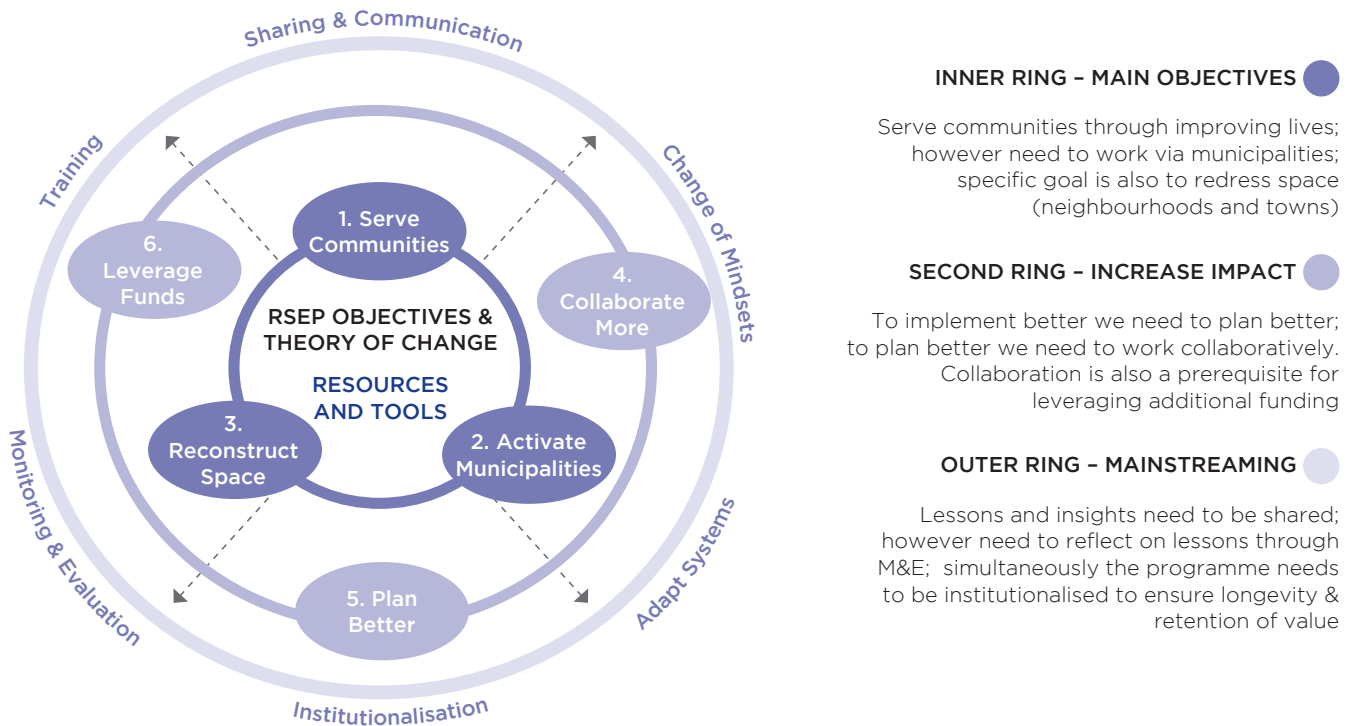 Sharing & Communication
Training
Change of Mindsets
1. Serve
Communities
6.
Leverage
Funds
4.
Collaborate
More
RSEP OBJECTIVES &
THEORY OF CHANGE
RESOURCES
AND TOOLS
3.
Reconstruct
Space
2. Activate
Municipalities
Monitoring & Evaluation
Adapt Systems
5. Plan
Better
Institutionalisation
INNER RING – MAIN OBJECTIVES
Serve communities through improving lives;
however need to work via municipalities;
specific goal is also to redress space
(neighbourhoods and towns)
SECOND RING – INCREASE IMPACT
To implement better we need to plan better;
to plan better we need to work collaboratively.
Collaboration is also a prerequisite for
leveraging additional funding
OUTER RING – MAINSTREAMING
Lessons and insights need to be shared;
however need to reflect on lessons through
M&E; simultaneously the programme needs
to be institutionalised to ensure longevity &
retention of value